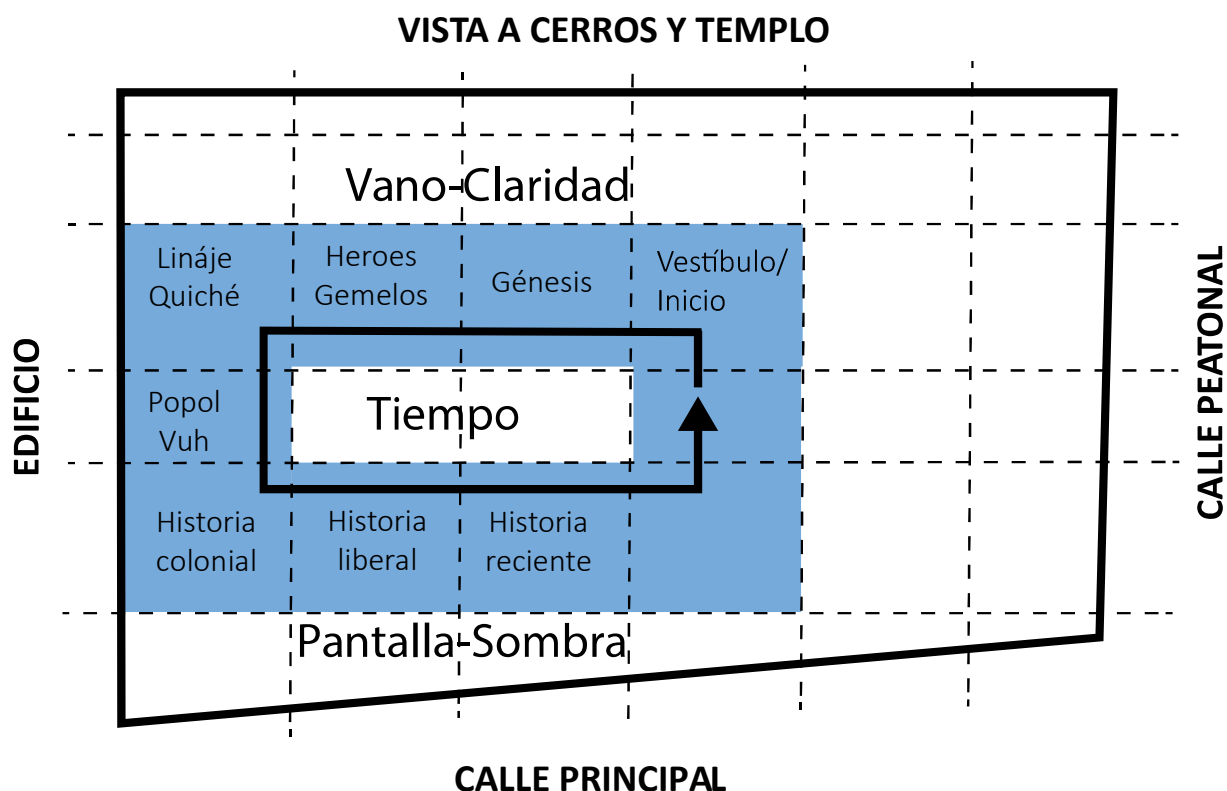 VISTA A CERROS Y TEMPLO
Vano-Claridad
Lináje
Quiché
Heroes
Gemelos
Génesis
Vestíbulo/
Inicio
EDIFICIO
Popol
Vuh
Tiempo
CALLE PEATONAL
Historia
colonial
Historia
liberal
Historia
reciente
Pantalla-Sombra
CALLE PRINCIPAL